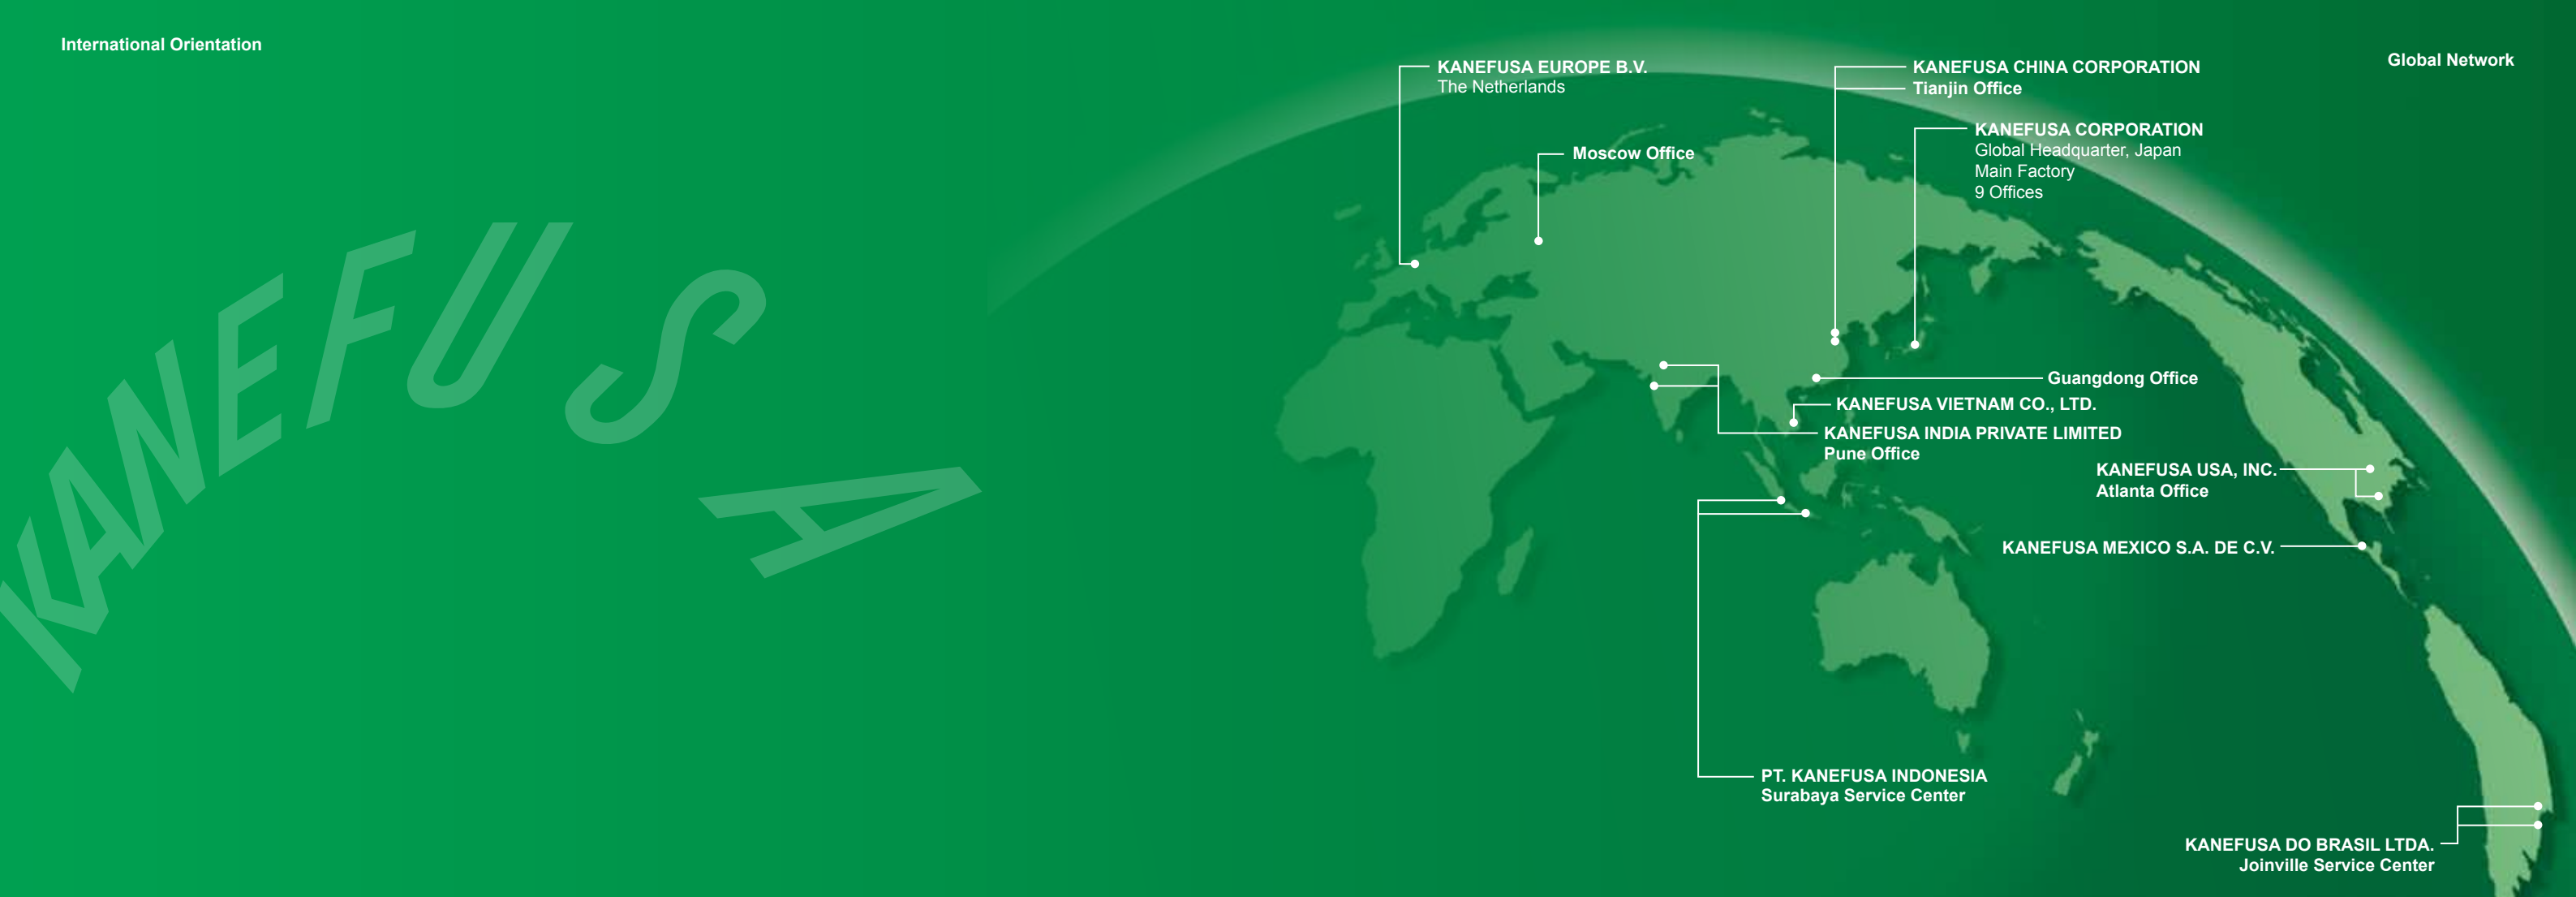 International Orientation
Global Network
KANEFUSA
KANEFUSA EUROPE B.V.
The Netherlands
Moscow Office
KANEFUSA CHINA CORPORATION
Tianjin Office
KANEFUSA CORPORATION
Global Headquarter, Japan
Main Factory
9 Offices
Guangdong Office
KANEFUSA VIETNAM CO., LTD.
KANEFUSA INDIA PRIVATE LIMITED
Pune Office
KANEFUSA USA, INC.
Atlanta Office
KANEFUSA MEXICO S.A. DE C.V.
PT. KANEFUSA INDONESIA
Surabaya Service Center
KANEFUSA DO BRASIL LTDA.
Joinville Service Center